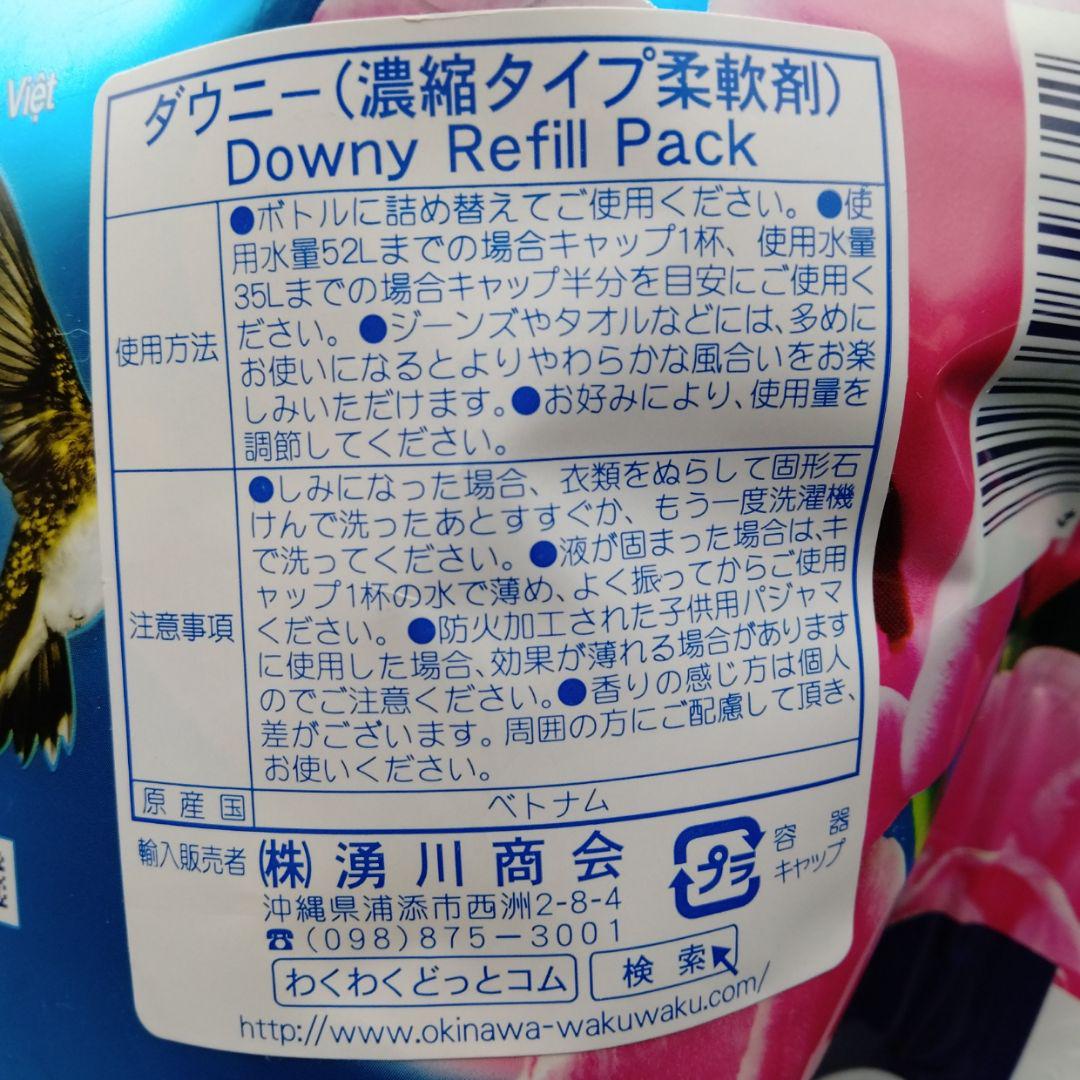 Việt
ダウニー(濃縮タイプ柔軟剤)
Downy Refill Pack
使用方法
●ボトルに詰め替えてご使用ください。●使
用水量52Lまでの場合キャップ1杯、使用水量
35Lまでの場合キャップ半分を目安にご使用く
ださい。●ジーンズやタオルなどには、多めに
お使いになるとよりやわらかな風合いをお楽
しみいただけます。●お好みにより、使用量を
調節してください。
注意事項
●しみになった場合、衣類をぬらして固形石
けんで洗ったあとすすぐか、もう一度洗濯機
で洗ってください。●液が固まった場合は、キ
ャップ1杯の水で薄め、よく振ってからご使用
ください。●防火加工された子供用パジャマ
に使用した場合、効果が薄れる場合があります
のでご注意ください。●香りの感じ方は個人
差がございます。周囲の方にご配慮して頂き、
お使いください。
原産国
ベトナム
輸入販売者 (株)湧川商会
沖縄県浦添市西洲2-8-4
☎(098)875-3001
プラ
容器
キャップ
わくわくどっとコム 検索
http://www.okinawa-wakuwaku.com/